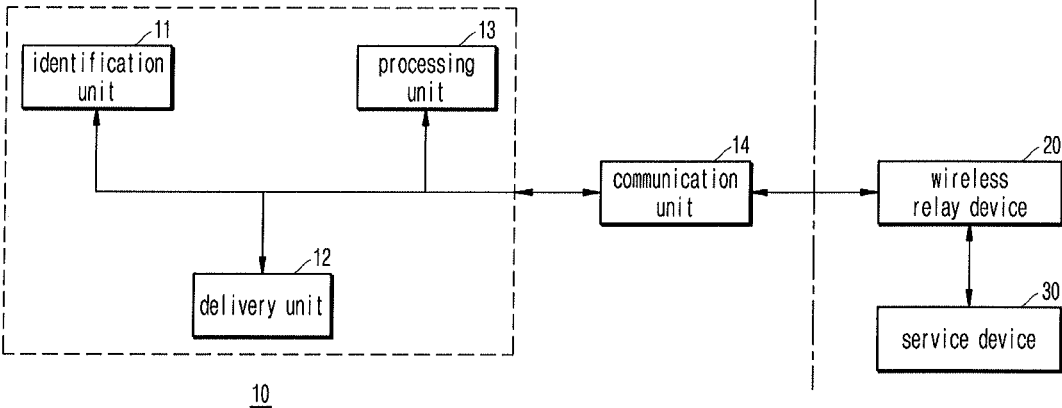 11
identification
unit
13
processing
unit
14
communication
unit
20
wireless
relay device
12
delivery unit
30
service device
10